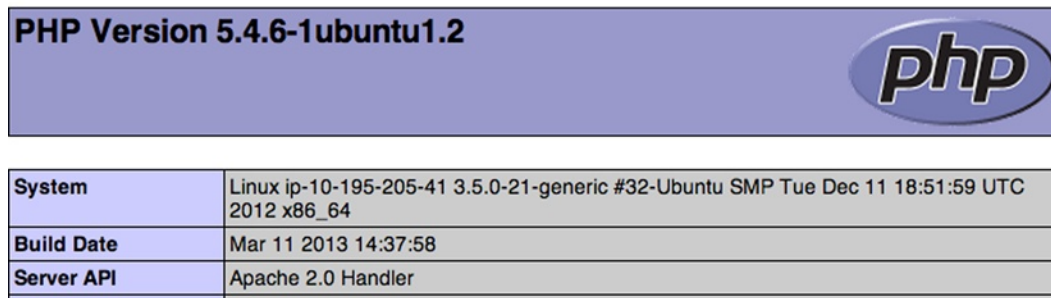 PHP Version 5.4.6-1ubuntu1.2
php
System
Linux ip-10-195-205-41 3.5.0-21-generic #32-Ubuntu SMP Tue Dec 11 18:51:59 UTC
2012 x86_64
Build Date
Mar 11 2013 14:37:58
Server API
Apache 2.0 Handler